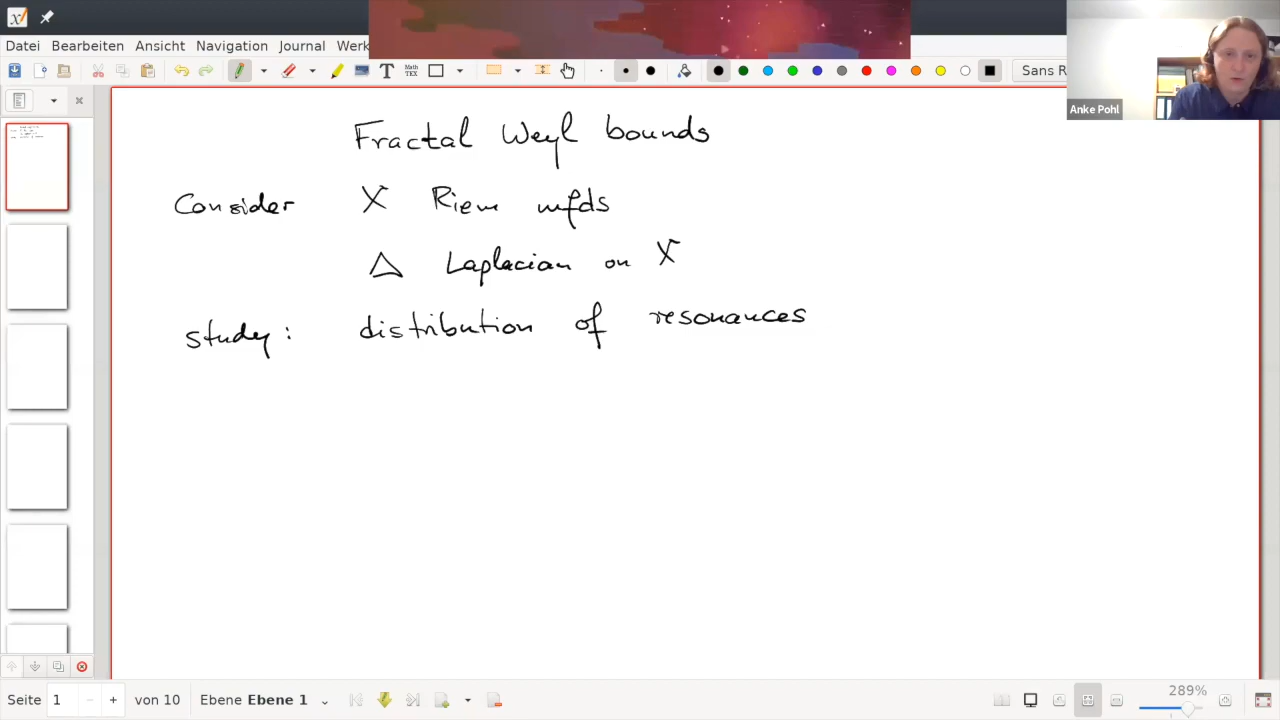 Datei Bearbeiten Ansicht Navigation Journal Werk
Sans R
Anke Pohl
Fractal Weyl bounds
Consider X Riem mfds
Δ Laplacian on X
study: distribution of resonances
Seite 1 von 10 Ebene Ebene 1
289%